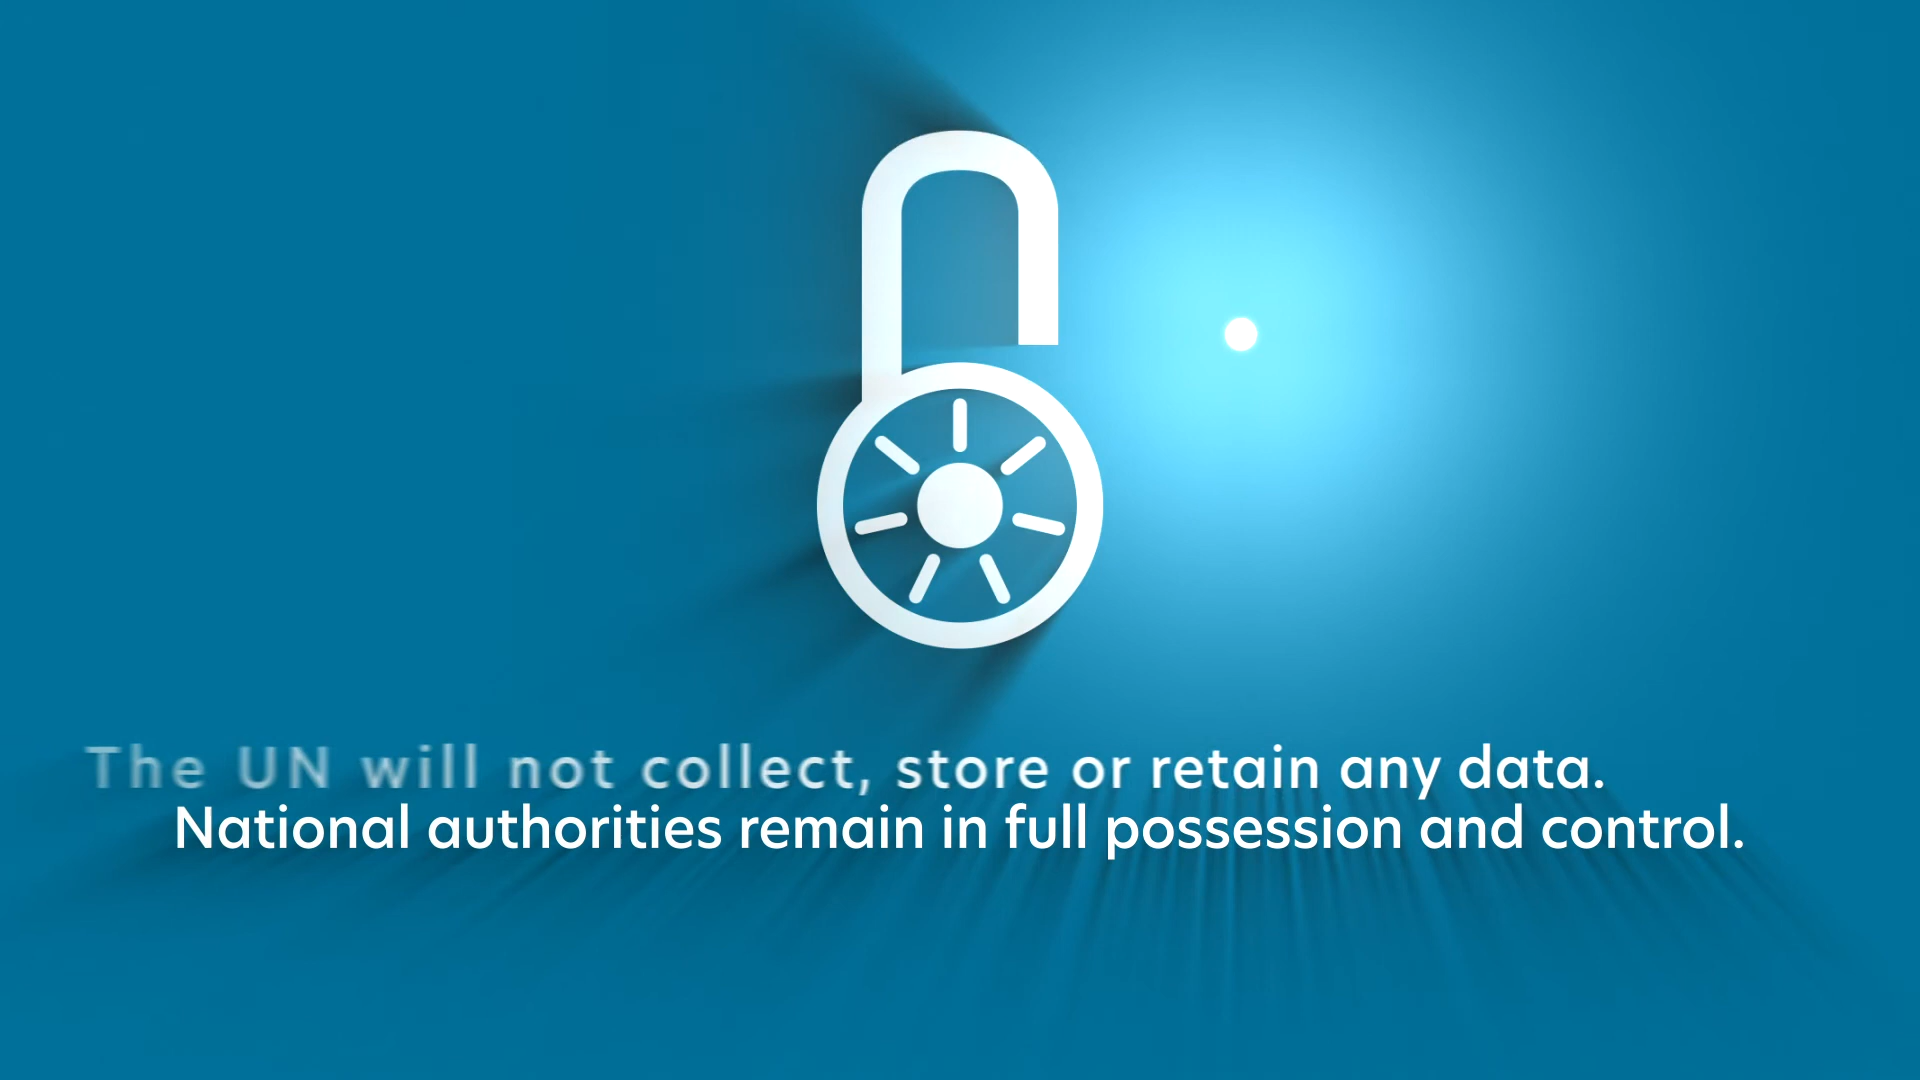 The UN will not collect, store or retain any data.
National authorities remain in full possession and control.